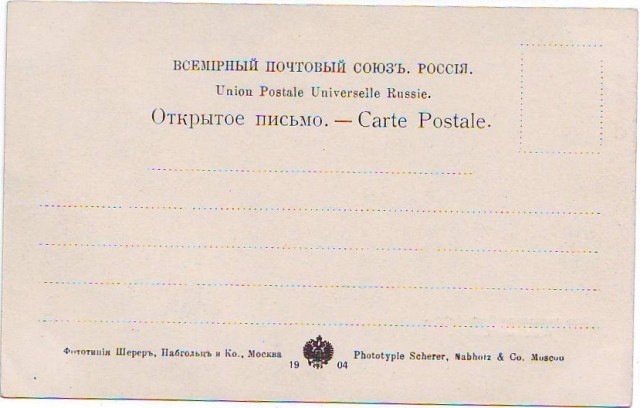 ВСЕМІРНЫЙ ПОЧТОВЫЙ СОЮЗЪ. РОССІЯ.
Union Postale Universelle Russie.
Открытое письмо. — Carte Postale.
Фототипія Шереръ, Набгольцъ и Ко., Москва
Phototypie Scherer, Nabholz & Co. Moscou
19 04